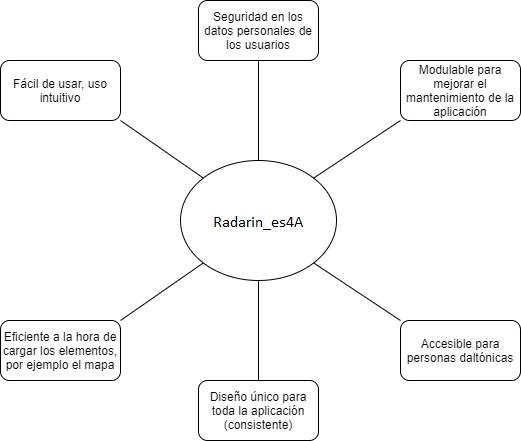 Seguridad en los
datos personales de
los usuarios
Fácil de usar, uso
intuitivo
Modulable para
mejorar el
mantenimiento de la
aplicación
Radarin_es4A
Eficiente a la hora de
cargar los elementos,
por ejemplo el mapa
Accesible para
personas daltónicas
Diseño único para
toda la aplicación
(consistente)